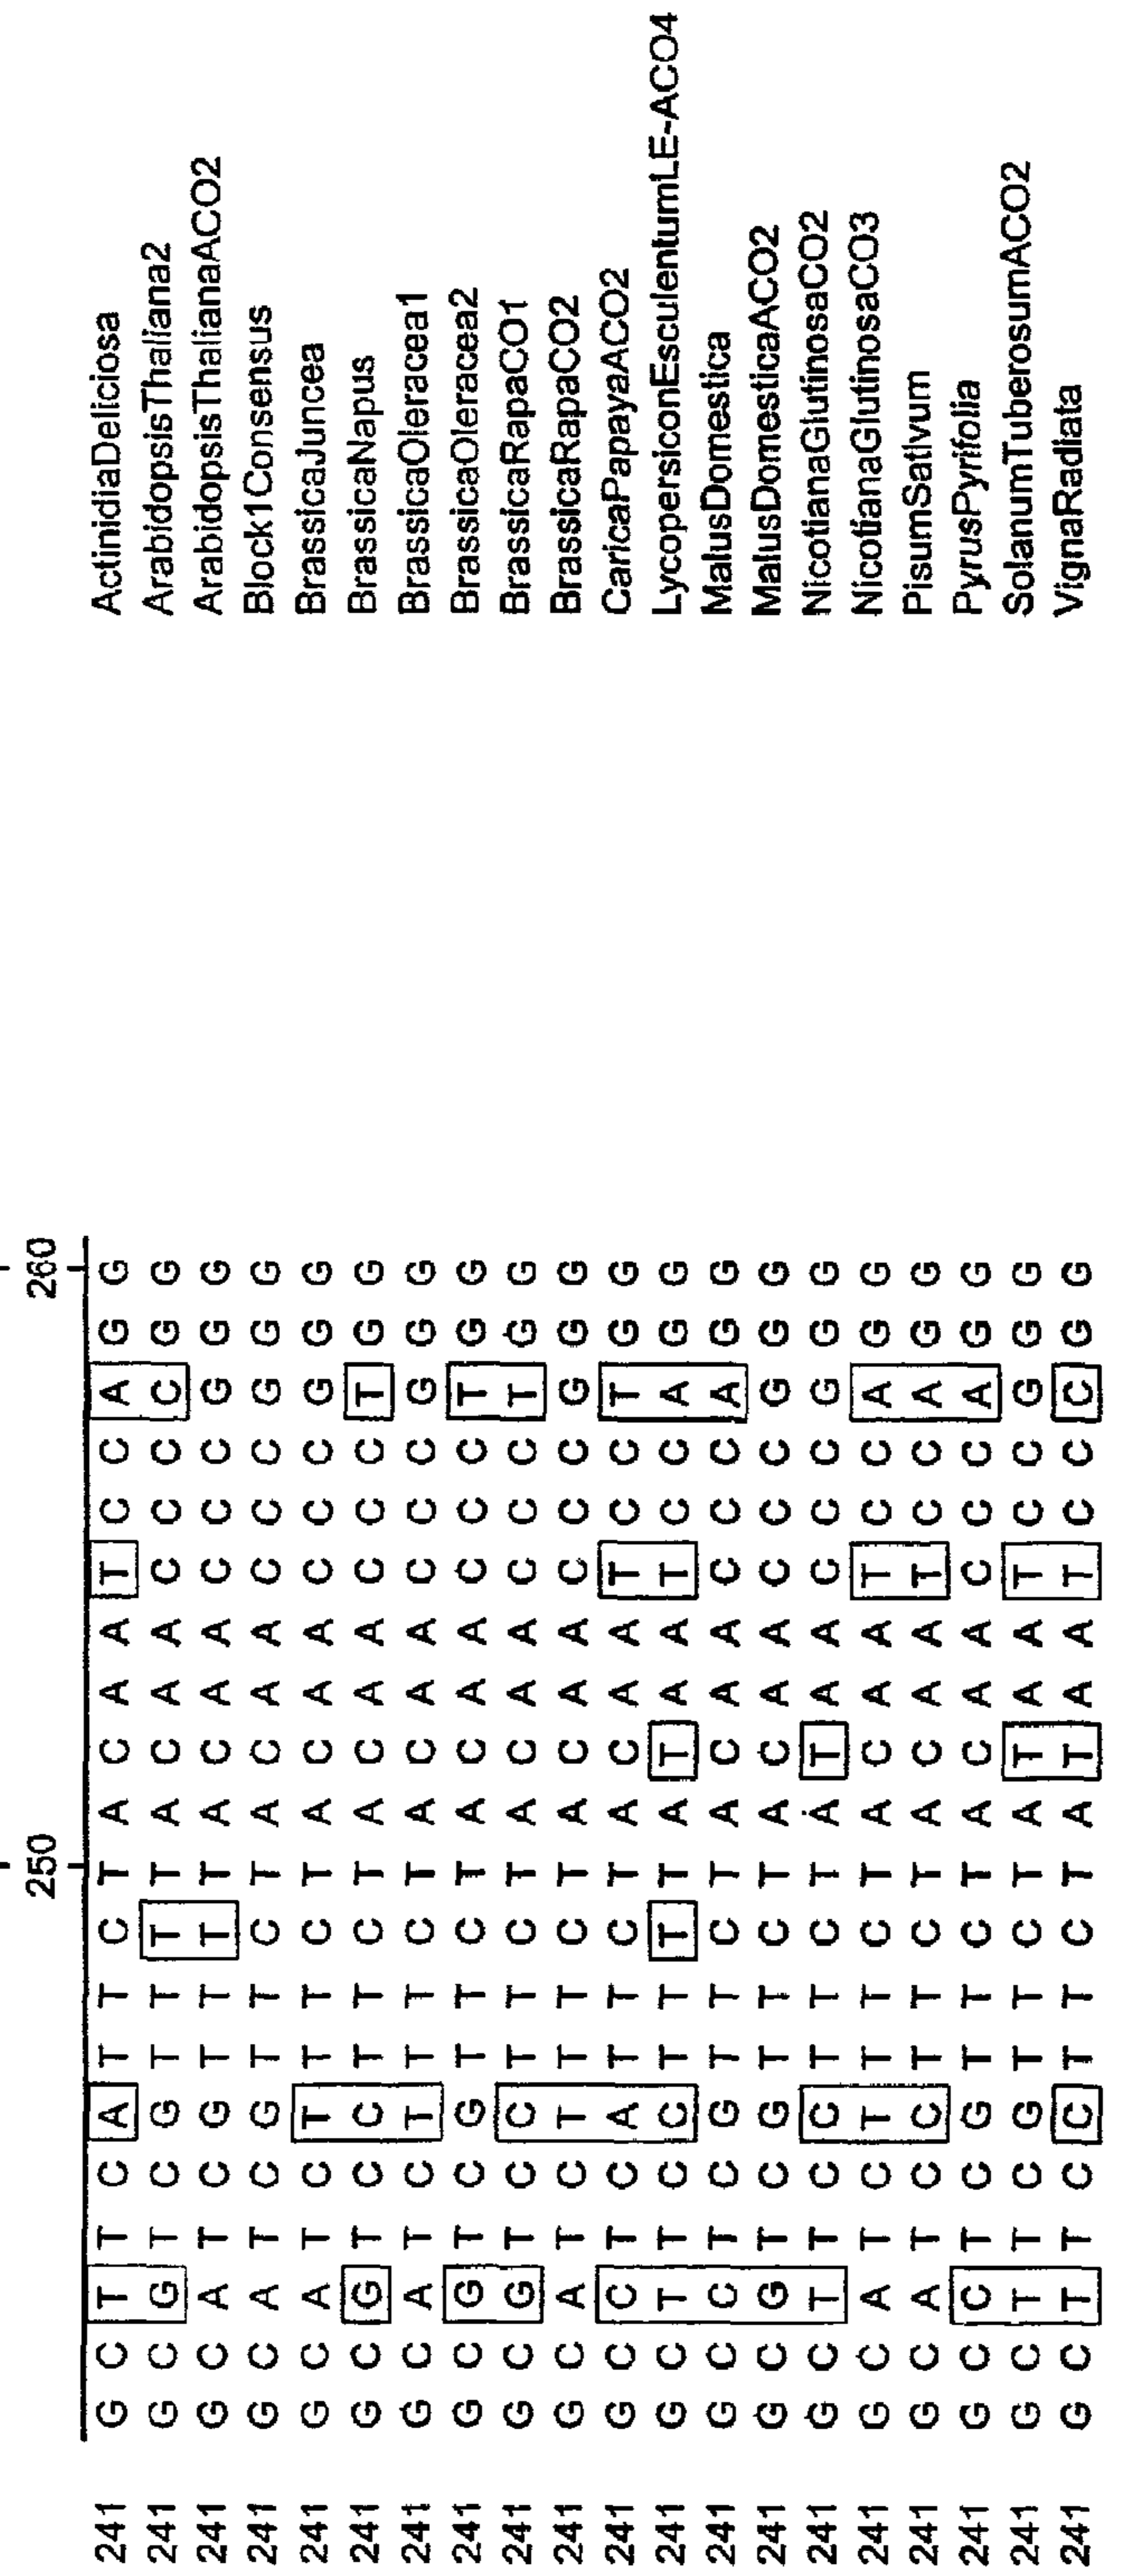 250 260
241 G C T T C A T T C T A C A A T C C A G G ActinidiaDeliciosa
241 G C G T C G T T T T A C A A C C C C G G ArabidopsisThaliana2
241 G C A T C G T T T T A C A A C C C G G G ArabidopsisThalianaACO2
241 G C A T C G T T C T A C A A C C C G G G Block1Consensus
241 G C A T C T T T C T A C A A C C C G G G BrassicaJuncea
241 G C G T C C T T C T A C A A C C C T G G BrassicaNapus
241 G C A T C T T T C T A C A A C C C G G G BrassicaOleracea1
241 G C G T C G T T C T A C A A C C C T G G BrassicaOleracea2
241 G C G T C C T T C T A C A A C C C T G G BrassicaRapaCO1
241 G C A T C T T T C T A C A A C C C G G G BrassicaRapaCO2
241 G C C T C A T T C T A C A A T C C T G G CaricaPapayaACO2
241 G C T T C C T T T T A T A A T C C A G G LycopersiconEsculentumLE-ACO4
241 G C C T C G T T C T A C A A C C C A G G MalusDomestica
241 G C G T C G T T C T A C A A C C C G G G MalusDomesticaACO2
241 G C T T C C T T C T A T A A C C C G G G NicotianaGlutinosaCO2
241 G C A T C T T T C T A C A A T C C A G G NicotianaGlutinosaCO3
241 G C A T C C T T C T A C A A T C C A G G PisumSativum
241 G C C T C G T T C T A C A A C C C A G G PyrusPyrifolia
241 G C T T C G T T C T A T A A T C C G G G SolanumTuberosumACO2
241 G C T T C C T T C T A T A A T C C C G G VignaRadiata